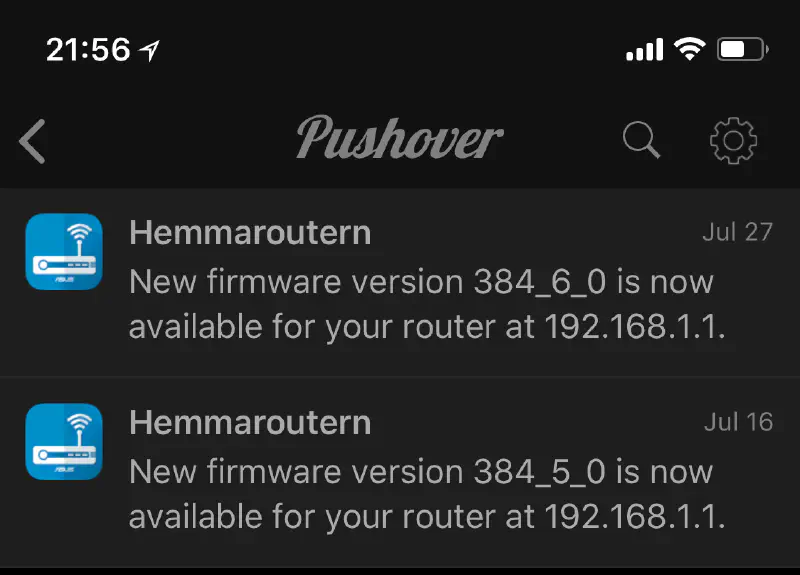 21:56
Pushover
Hemmaroutern
Jul 27
New firmware version 384_6_0 is now
available for your router at 192.168.1.1.
Hemmaroutern
Jul 16
New firmware version 384_5_0 is now
available for your router at 192.168.1.1.